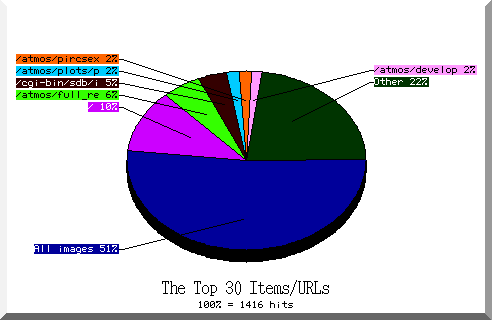 /atmos/pircsex 2%
/atmos/plots/p 2%
/cgi-bin/sdb/i 5%
/atmos/full_re 6%
/ 10%
/atmos/develop 2%
Other 22%
All images 51%
The Top 30 Items/URLs
100% = 1416 hits